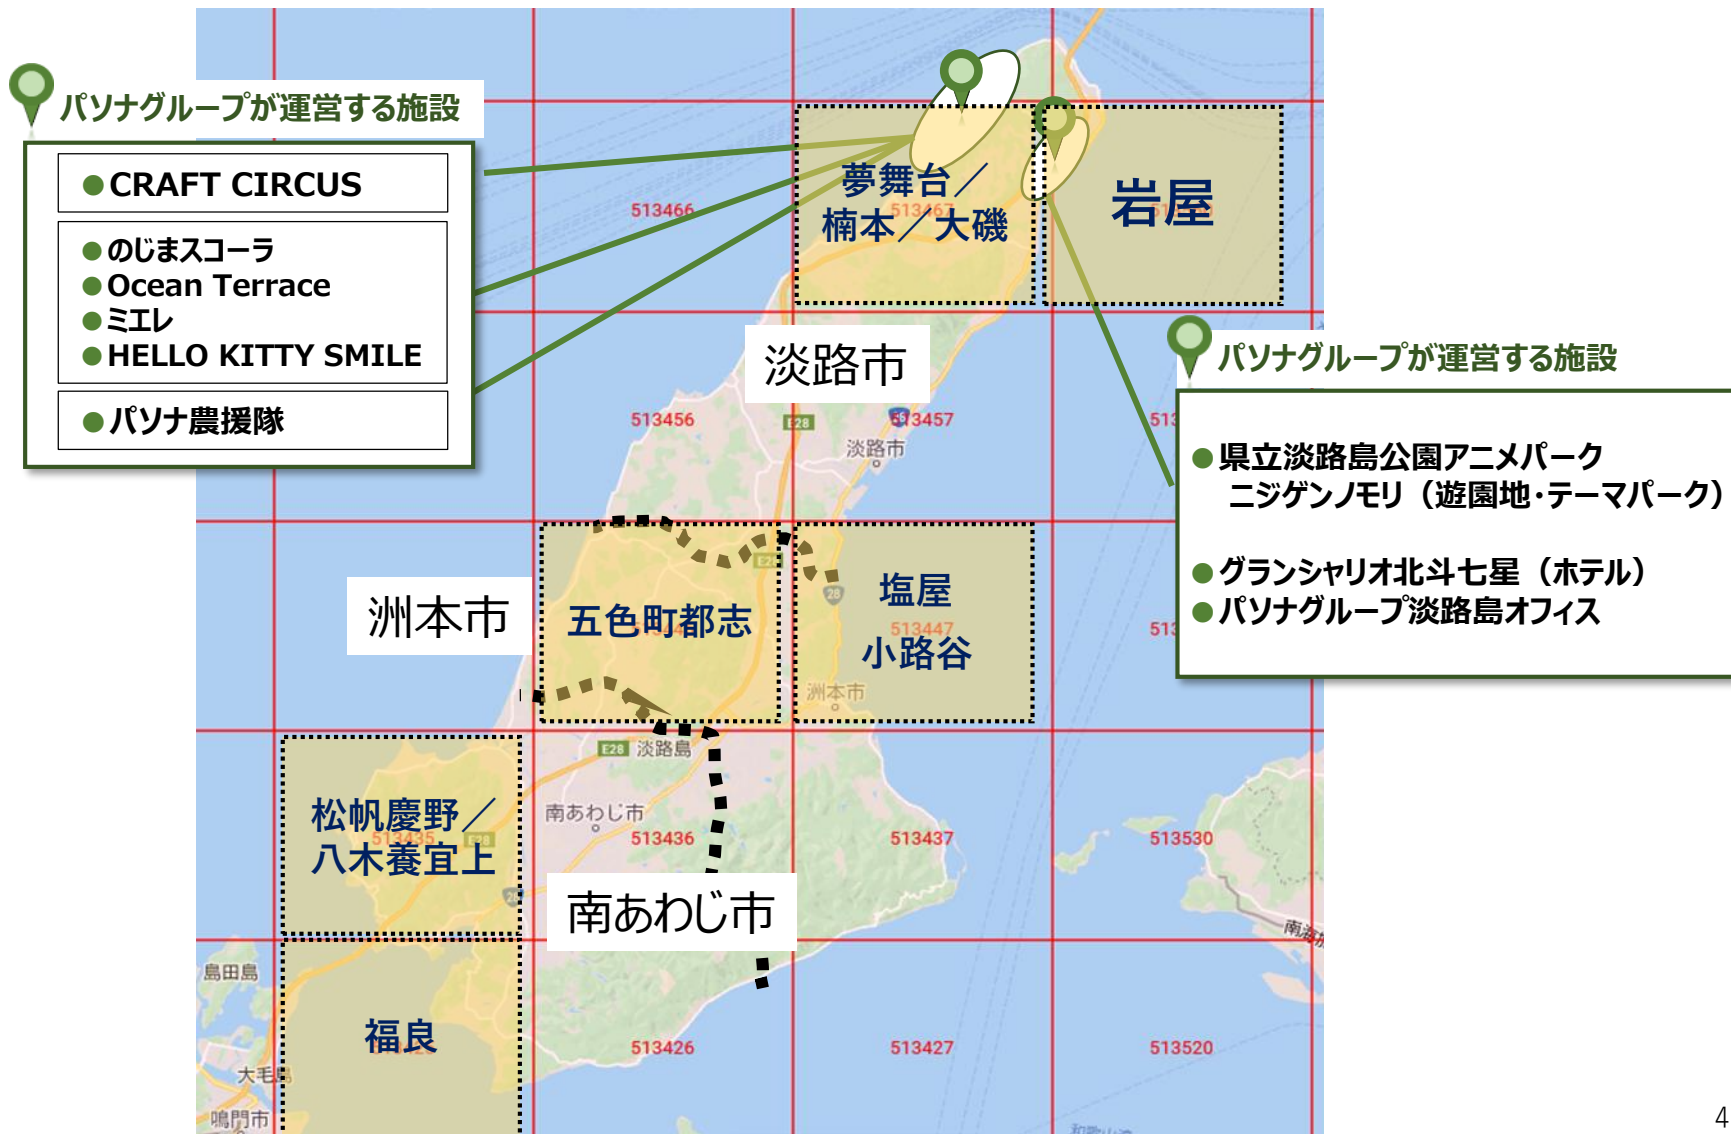 パソナグループが運営する施設
CRAFT CIRCUS
のじまスコーラ
Ocean Terrace
ミエレ
HELLO KITTY SMILE
パソナ農援隊
夢舞台／
楠本／大磯
513467
岩屋
513466
淡路市
パソナグループが運営する施設
県立淡路島公園アニメパーク
ニジゲンノモリ（遊園地・テーマパーク）
グランシャリオ北斗七星（ホテル）
パソナグループ淡路島オフィス
513456
E28
513457
淡路市
洲本市
五色町都志
E28
塩屋
小路谷
28
513447
洲本市
E28
淡路島
松帆慶野／
八木養宜上
513435
E28
28
南あわじ市
513436
513437
513530
南あわじ市
島田島
福良
513426
513427
513520
大毛島
鳴門市
4